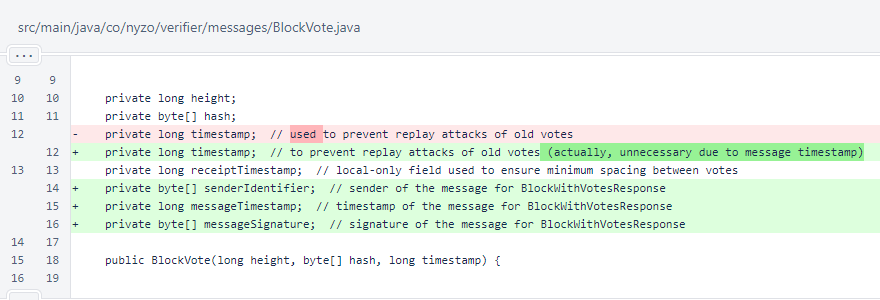 src/main/java/co/nyzo/verifier/messages/BlockVote.java
...
9 9
10 10 private long height;
11 11 private byte[] hash;
12 - private long timestamp;  // used to prevent replay attacks of old votes
12 + private long timestamp;  // to prevent replay attacks of old votes (actually, unnecessary due to message timestamp)
13 13 private long receiptTimestamp;  // local-only field used to ensure minimum spacing between votes
14 + private byte[] senderIdentifier;  // sender of the message for BlockWithVotesResponse
15 + private long messageTimestamp;  // timestamp of the message for BlockWithVotesResponse
16 + private byte[] messageSignature;  // signature of the message for BlockWithVotesResponse
14 17
15 18 public BlockVote(long height, byte[] hash, long timestamp) {
16 19